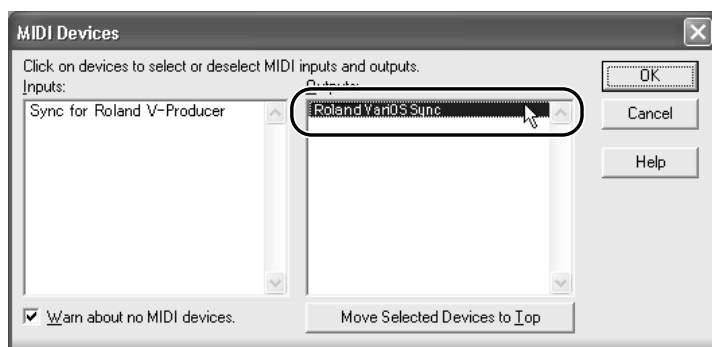 MIDI Devices
Click on devices to select or deselect MIDI inputs and outputs.
Inputs:
Outputs:
Sync for Roland V-Producer
Roland VariOS Sync
OK
Cancel
Help
Warn about no MIDI devices.
Move Selected Devices to Top